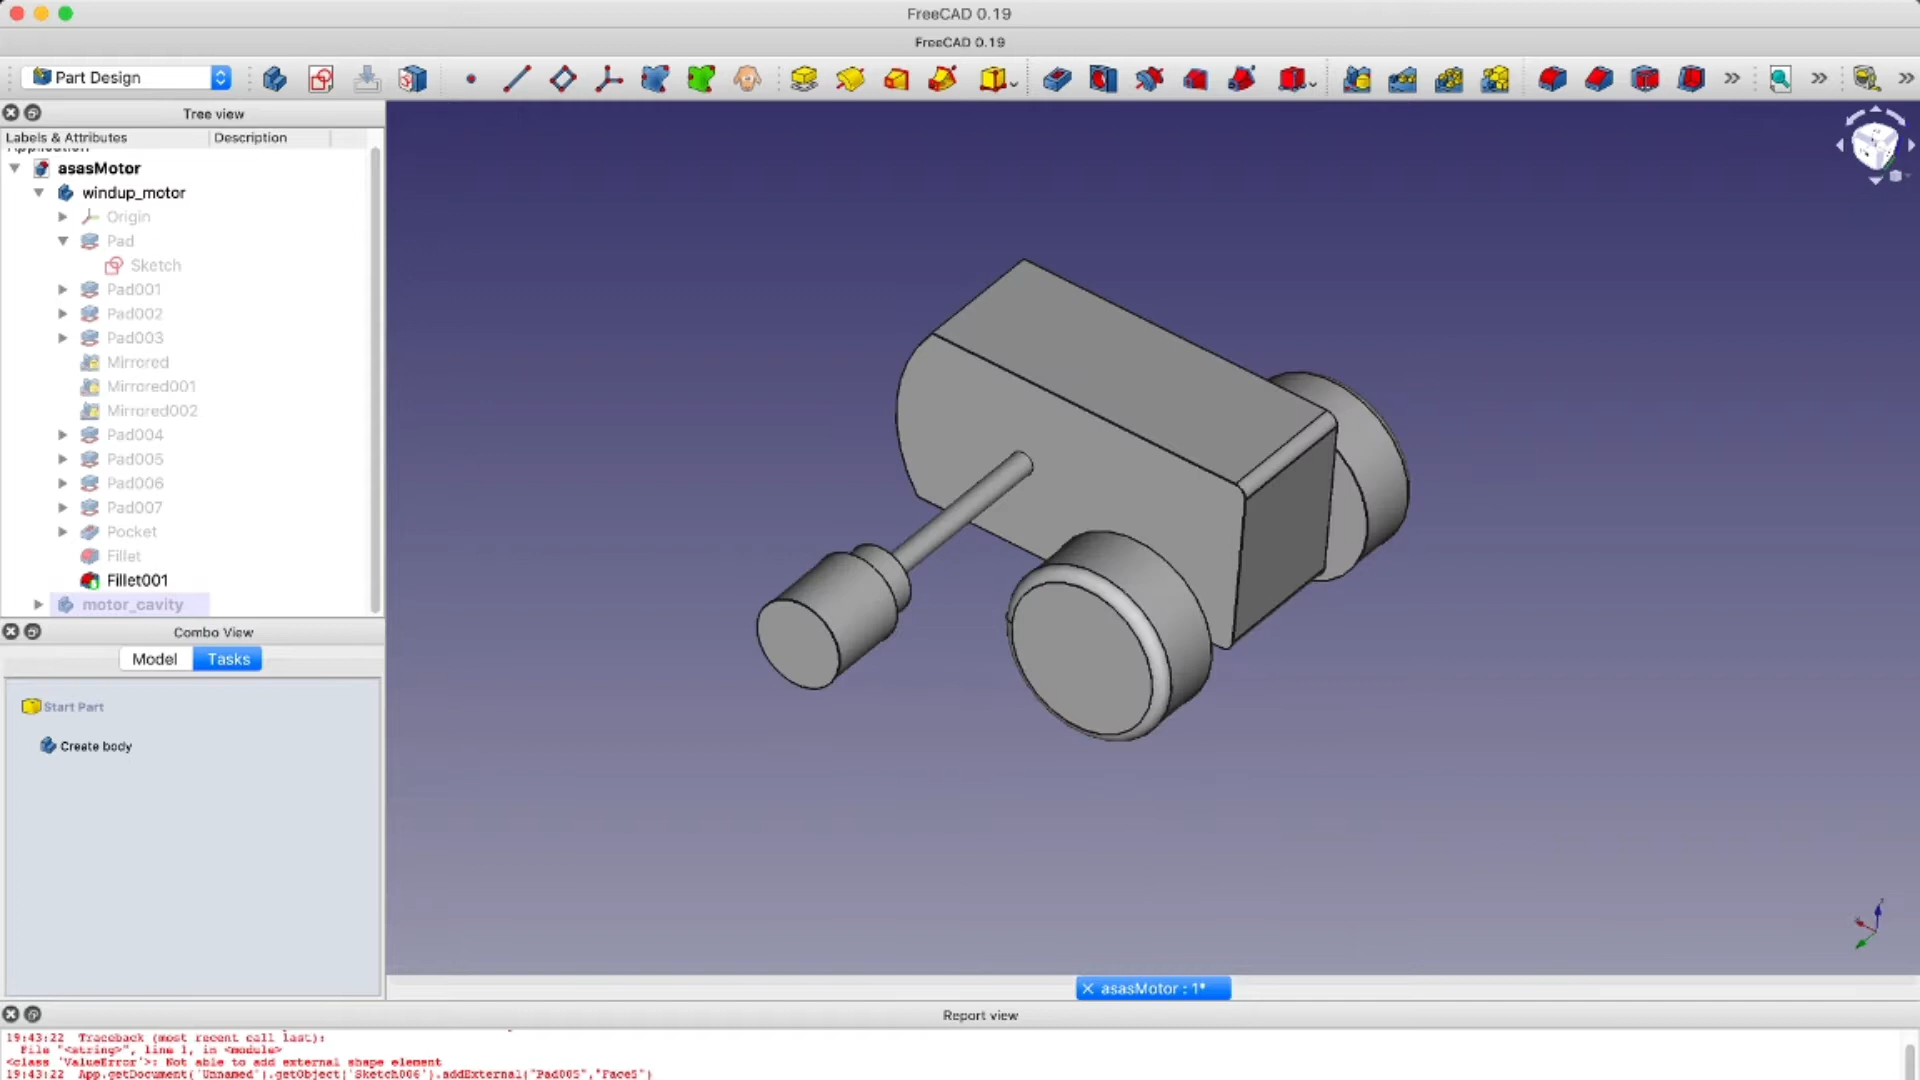 FreeCAD 0.19
FreeCAD 0.19
Part Design
Tree view
Labels & Attributes Description
Application
asasMotor
windup_motor
Origin
Pad
Sketch
Pad001
Pad002
Pad003
Mirrored
Mirrored001
Mirrored002
Pad004
Pad005
Pad006
Pad007
Pocket
Fillet
Fillet001
motor_cavity
Combo View
Model Tasks
Start Part
Create body
asasMotor : 1*
Report view
19:43:22 Traceback (most recent call last):
File "<string>", line 1, in <module>
<class 'ValueError'>: Not able to add external shape element
19:43:22 App.getDocument('Unnamed').getObject('Sketch006').addExternal("Pad005","Face5")